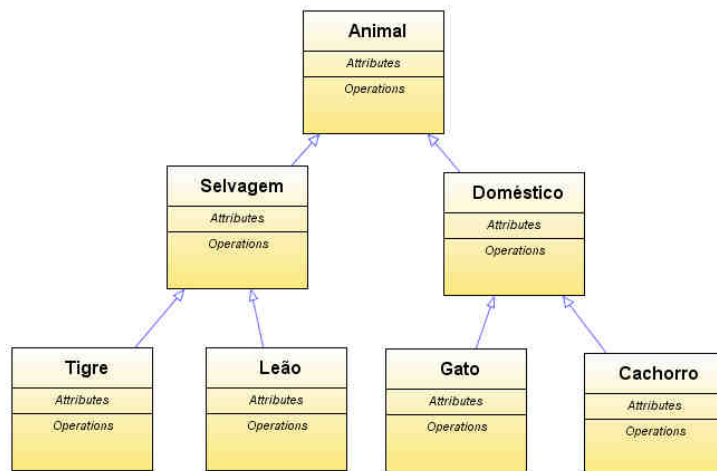 Animal
Attributes
Operations
Selvagem
Attributes
Operations
Doméstico
Attributes
Operations
Tigre
Attributes
Operations
Leão
Attributes
Operations
Gato
Attributes
Operations
Cachorro
Attributes
Operations